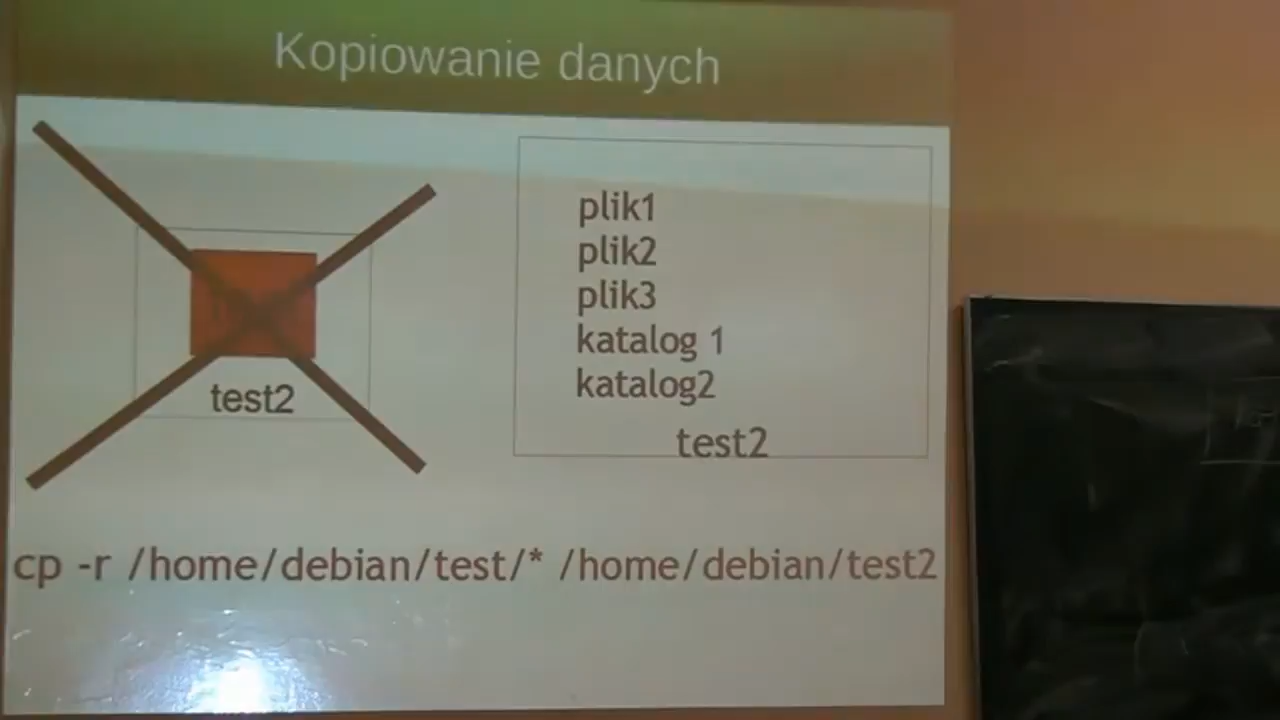 Kopiowanie danych
test2
plik1
plik2
plik3
katalog 1
katalog2
test2
cp -r /home/debian/test/* /home/debian/test2